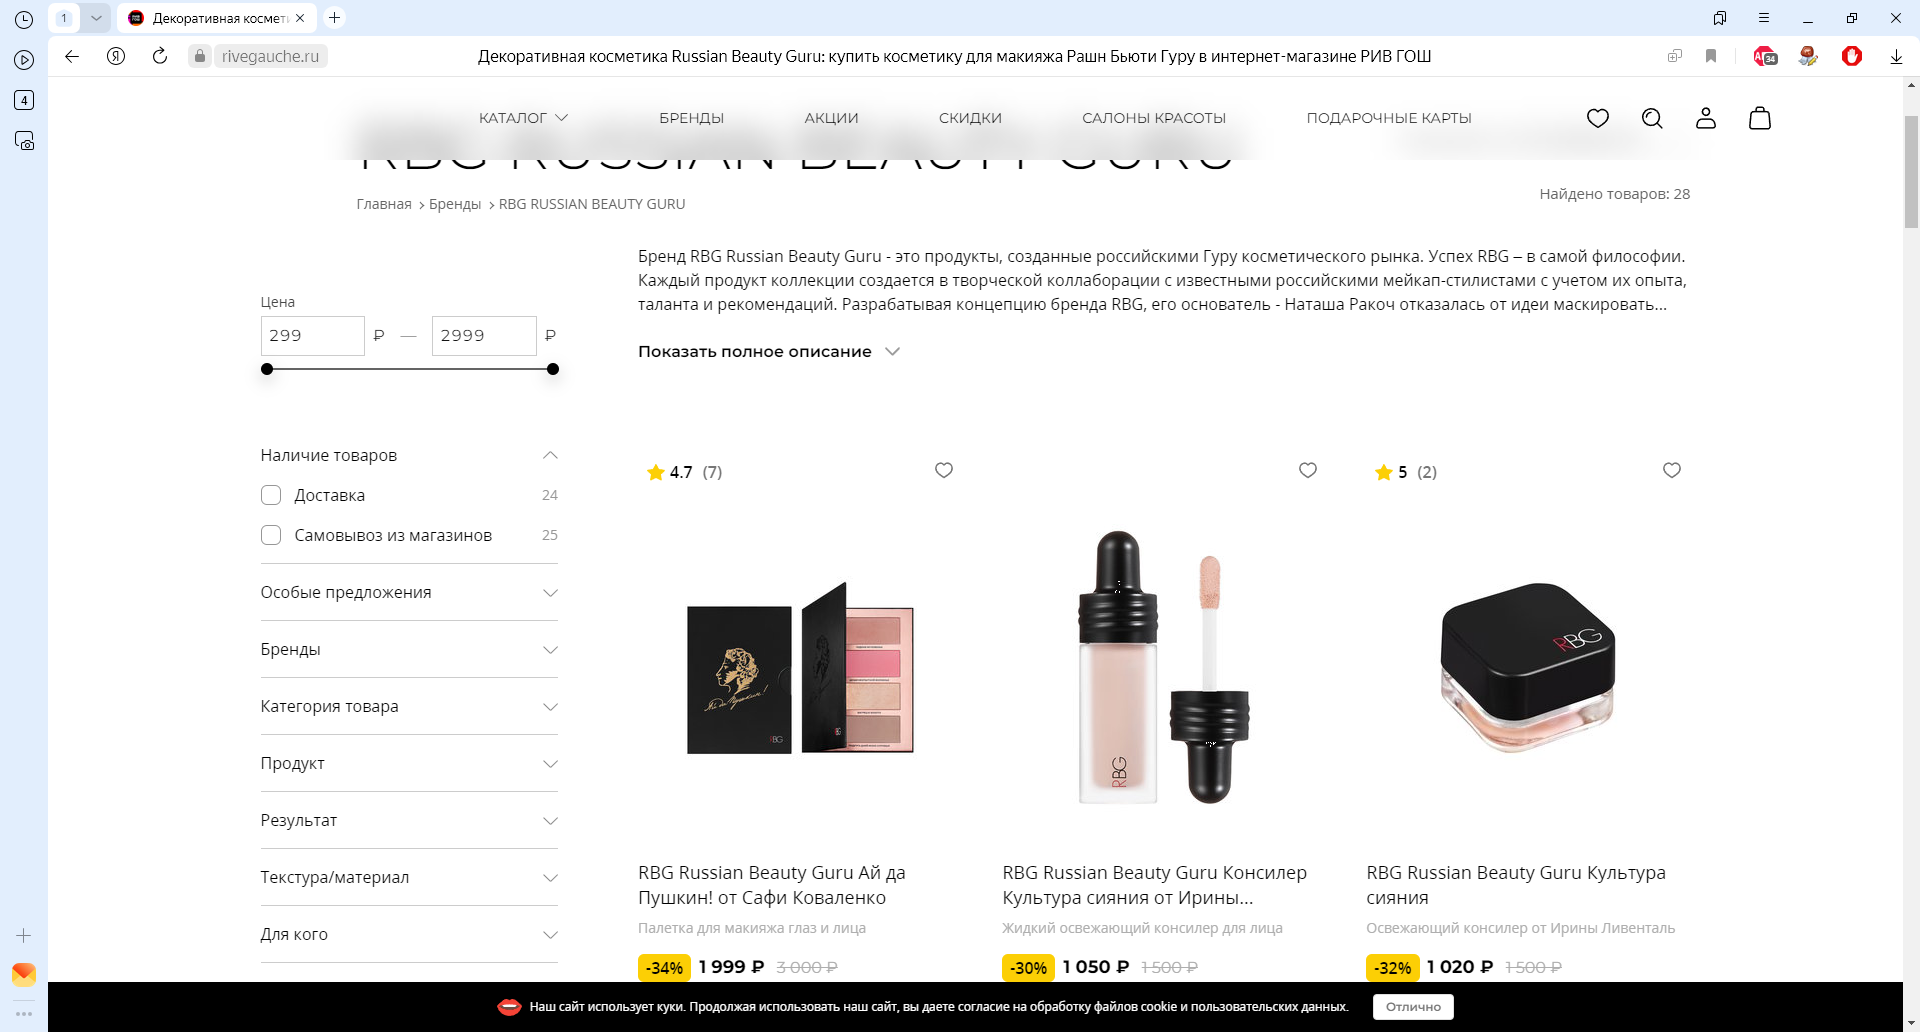 1
Декоративная космети
rivegauche.ru
Декоративная косметика Russian Beauty Guru: купить косметику для макияжа Рашн Бьюти Гуру в интернет-магазине РИВ ГОШ
34
4
КАТАЛОГ
БРЕНДЫ
АКЦИИ
СКИДКИ
САЛОНЫ КРАСОТЫ
ПОДАРОЧНЫЕ КАРТЫ
RBG RUSSIAN BEAUTY GURU
Главная > Бренды > RBG RUSSIAN BEAUTY GURU
Найдено товаров: 28
Бренд RBG Russian Beauty Guru - это продукты, созданные российскими Гуру косметического рынка. Успех RBG – в самой философии.
Каждый продукт коллекции создается в творческой коллаборации с известными российскими мейкап-стилистами с учетом их опыта,
таланта и рекомендаций. Разрабатывая концепцию бренда RBG, его основатель - Наташа Ракоч отказалась от идеи маскировать...
Показать полное описание
Цена
299 ₽ — 2999 ₽
Наличие товаров
Доставка 24
Самовывоз из магазинов 25
Особые предложения
Бренды
Категория товара
Продукт
Результат
Текстура/материал
Для кого
4.7 (7)
RBG
RBG Russian Beauty Guru Ай да
Пушкин! от Сафи Коваленко
Палетка для макияжа глаз и лица
-34% 1 999 ₽ 3 000 ₽
RBG
RBG Russian Beauty Guru Консилер
Культура сияния от Ирины...
Жидкий освежающий консилер для лица
-30% 1 050 ₽ 1 500 ₽
5 (2)
RBG
RBG Russian Beauty Guru Культура
сияния
Освежающий консилер от Ирины Ливенталь
-32% 1 020 ₽ 1 500 ₽
Наш сайт использует куки. Продолжая использовать наш сайт, вы даете согласие на обработку файлов cookie и пользовательских данных.
Отлично